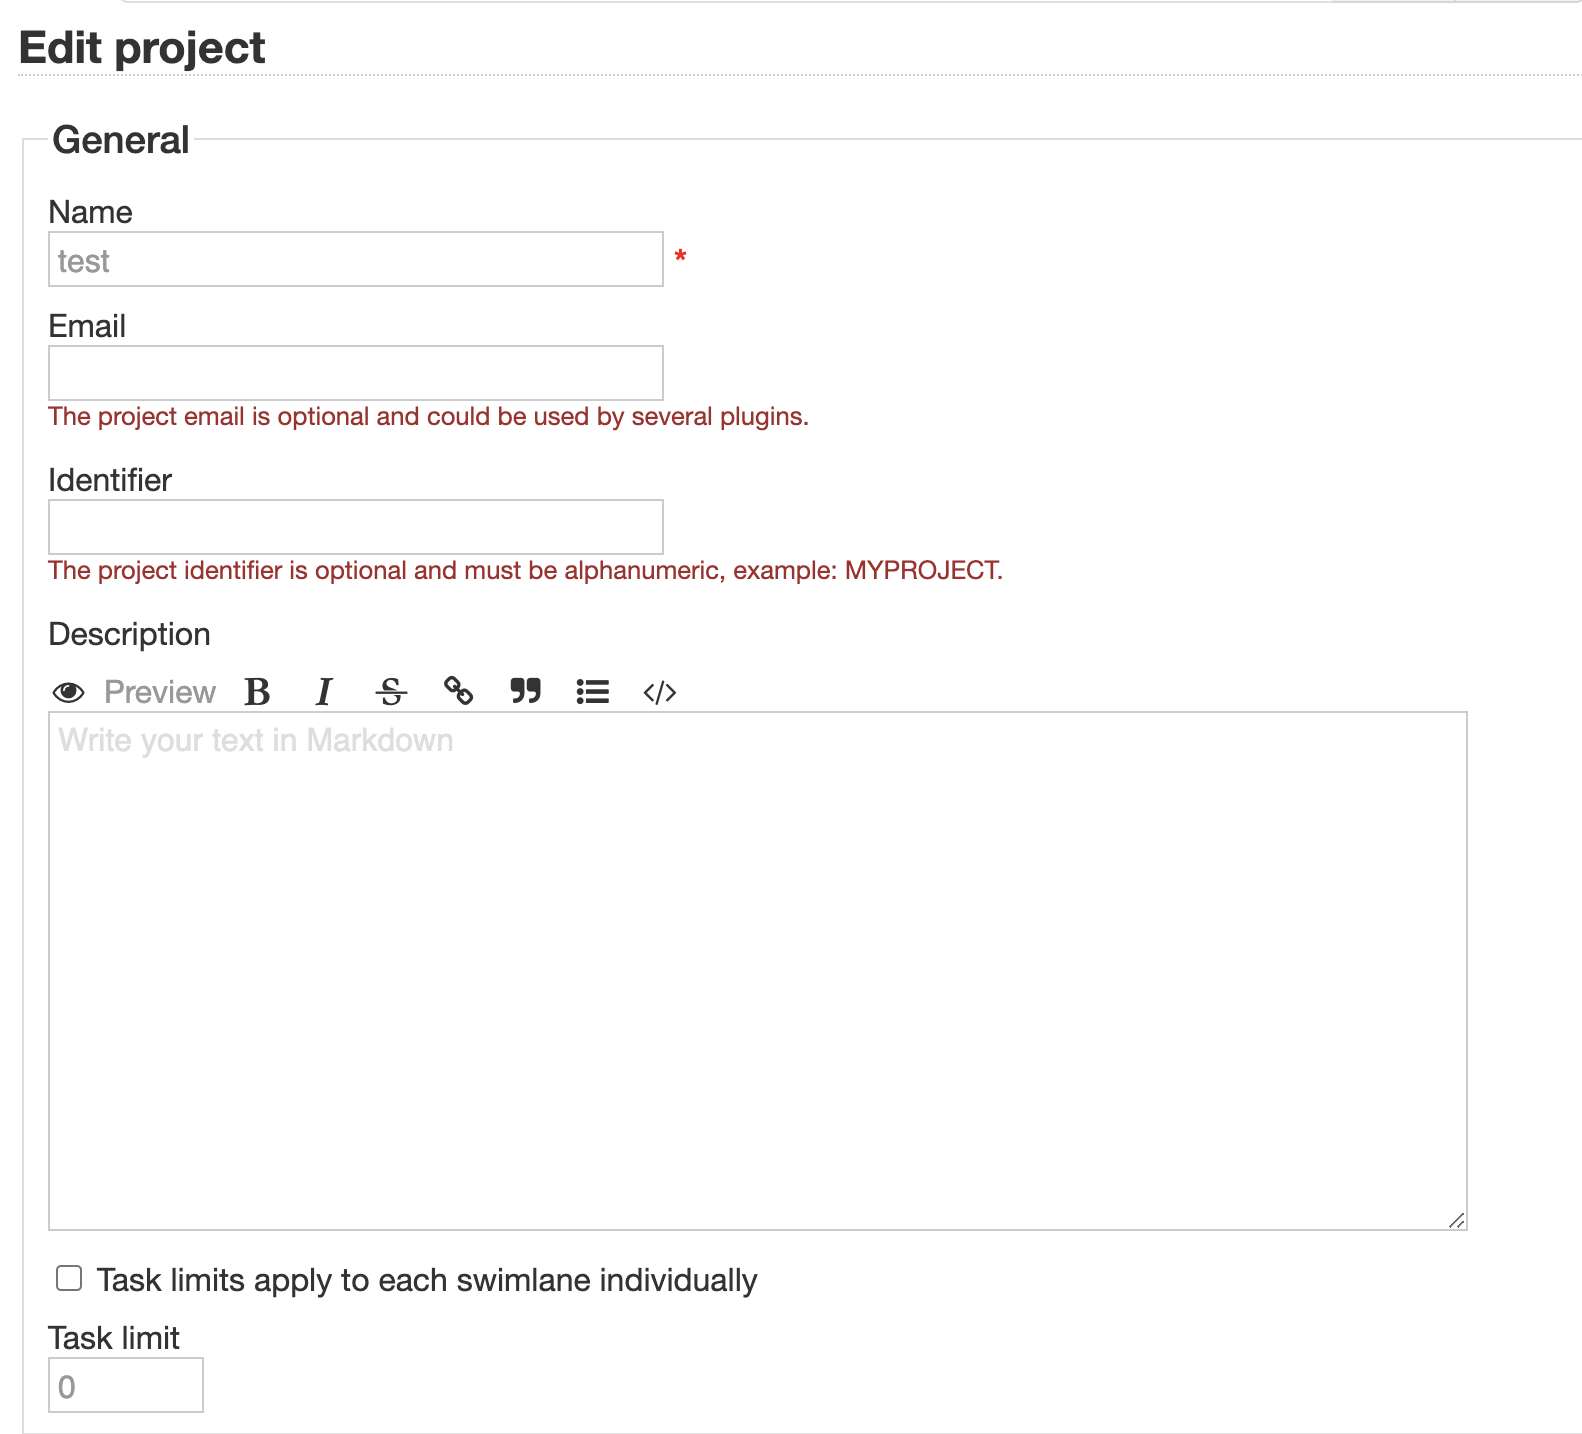 Edit project
General
Name
test *
Email
The project email is optional and could be used by several plugins.
Identifier
The project identifier is optional and must be alphanumeric, example: MYPROJECT.
Description
Preview B I S </>
Write your text in Markdown
Task limits apply to each swimlane individually
Task limit
0